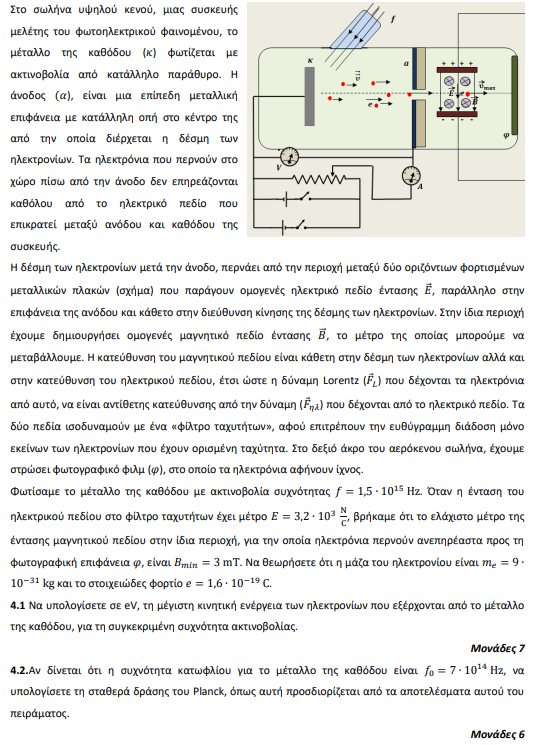 Στο σωλήνα υψηλού κενού, μιας συσκευής
μελέτης του φωτοηλεκτρικού φαινομένου, το
μέταλλο της καθόδου (κ) φωτίζεται με
ακτινοβολία από κατάλληλο παράθυρο. Η
άνοδος (α), είναι μια επίπεδη μεταλλική
επιφάνεια με κατάλληλη οπή στο κέντρο της
από την οποία διέρχεται η δέσμη των
ηλεκτρονίων. Τα ηλεκτρόνια που περνούν στο
χώρο πίσω από την άνοδο δεν επηρεάζονται
καθόλου από το ηλεκτρικό πεδίο που
επικρατεί μεταξύ ανόδου και καθόδου της
συσκευής.
f
κ
α
e
+ + + +
E⃗
e
B⃗
v⃗max
- - - -
φ
V
A
Η δέσμη των ηλεκτρονίων μετά την άνοδο, περνάει από την περιοχή μεταξύ δύο οριζόντιων φορτισμένων
μεταλλικών πλακών (σχήμα) που παράγουν ομογενές ηλεκτρικό πεδίο έντασης E⃗, παράλληλο στην
επιφάνεια της ανόδου και κάθετο στην διεύθυνση κίνησης της δέσμης των ηλεκτρονίων. Στην ίδια περιοχή
έχουμε δημιουργήσει ομογενές μαγνητικό πεδίο έντασης B⃗, το μέτρο της οποίας μπορούμε να
μεταβάλλουμε. Η κατεύθυνση του μαγνητικού πεδίου είναι κάθετη στην δέσμη των ηλεκτρονίων αλλά και
στην κατεύθυνση του ηλεκτρικού πεδίου, έτσι ώστε η δύναμη Lorentz (F⃗_L) που δέχονται τα ηλεκτρόνια
από αυτό, να είναι αντίθετης κατεύθυνσης από την δύναμη (F⃗_ηλ) που δέχονται από το ηλεκτρικό πεδίο. Τα
δύο πεδία ισοδυναμούν με ένα «φίλτρο ταχυτήτων», αφού επιτρέπουν την ευθύγραμμη διάδοση μόνο
εκείνων των ηλεκτρονίων που έχουν ορισμένη ταχύτητα. Στο δεξιό άκρο του αερόκενου σωλήνα, έχουμε
στρώσει φωτογραφικό φιλμ (φ), στο οποίο τα ηλεκτρόνια αφήνουν ίχνος.
Φωτίσαμε το μέταλλο της καθόδου με ακτινοβολία συχνότητας f = 1,5 · 10¹⁵ Hz. Όταν η ένταση του
ηλεκτρικού πεδίου στο φίλτρο ταχυτήτων έχει μέτρο E = 3,2 · 10³ N/C, βρήκαμε ότι το ελάχιστο μέτρο της
έντασης μαγνητικού πεδίου στην ίδια περιοχή, για την οποία ηλεκτρόνια περνούν ανεπηρέαστα προς τη
φωτογραφική επιφάνεια φ, είναι B_min = 3 mT. Να θεωρήσετε ότι η μάζα του ηλεκτρονίου είναι m_e = 9 ·
10⁻³¹ kg και το στοιχειώδες φορτίο e = 1,6 · 10⁻¹⁹ C.
4.1 Να υπολογίσετε σε eV, τη μέγιστη κινητική ενέργεια των ηλεκτρονίων που εξέρχονται από το μέταλλο
της καθόδου, για τη συγκεκριμένη συχνότητα ακτινοβολίας.
Μονάδες 7
4.2.Αν δίνεται ότι η συχνότητα κατωφλίου για το μέταλλο της καθόδου είναι f₀ = 7 · 10¹⁴ Hz, να
υπολογίσετε τη σταθερά δράσης του Planck, όπως αυτή προσδιορίζεται από τα αποτελέσματα αυτού του
πειράματος.
Μονάδες 6